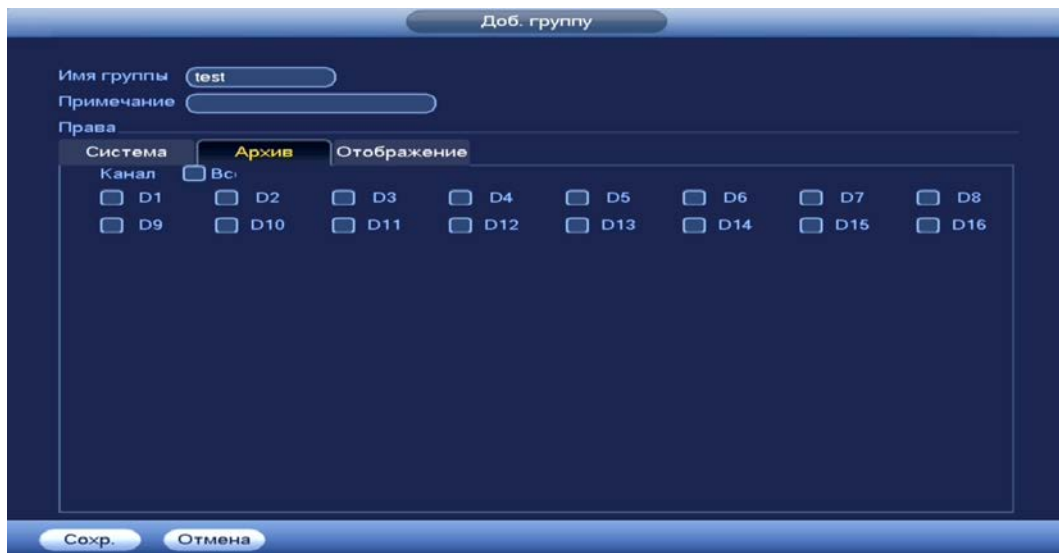 Доб. группу
Имя группы test
Примечание
Права
Система Архив Отображение
Канал
D1 D2 D3 D4 D5 D6 D7 D8
D9 D10 D11 D12 D13 D14 D15 D16
Сохр. Отмена